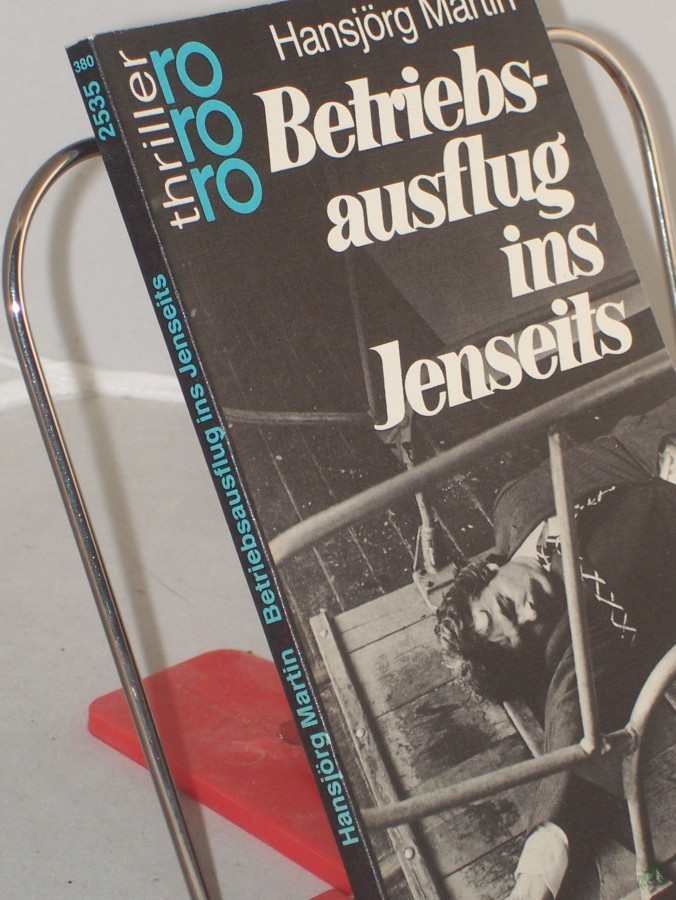 Hansjörg Martin
thriller
ro
ro
ro
Betriebs-
ausflug
ins
Jenseits
380
2535
Hansjörg Martin Betriebsausflug ins Jenseits